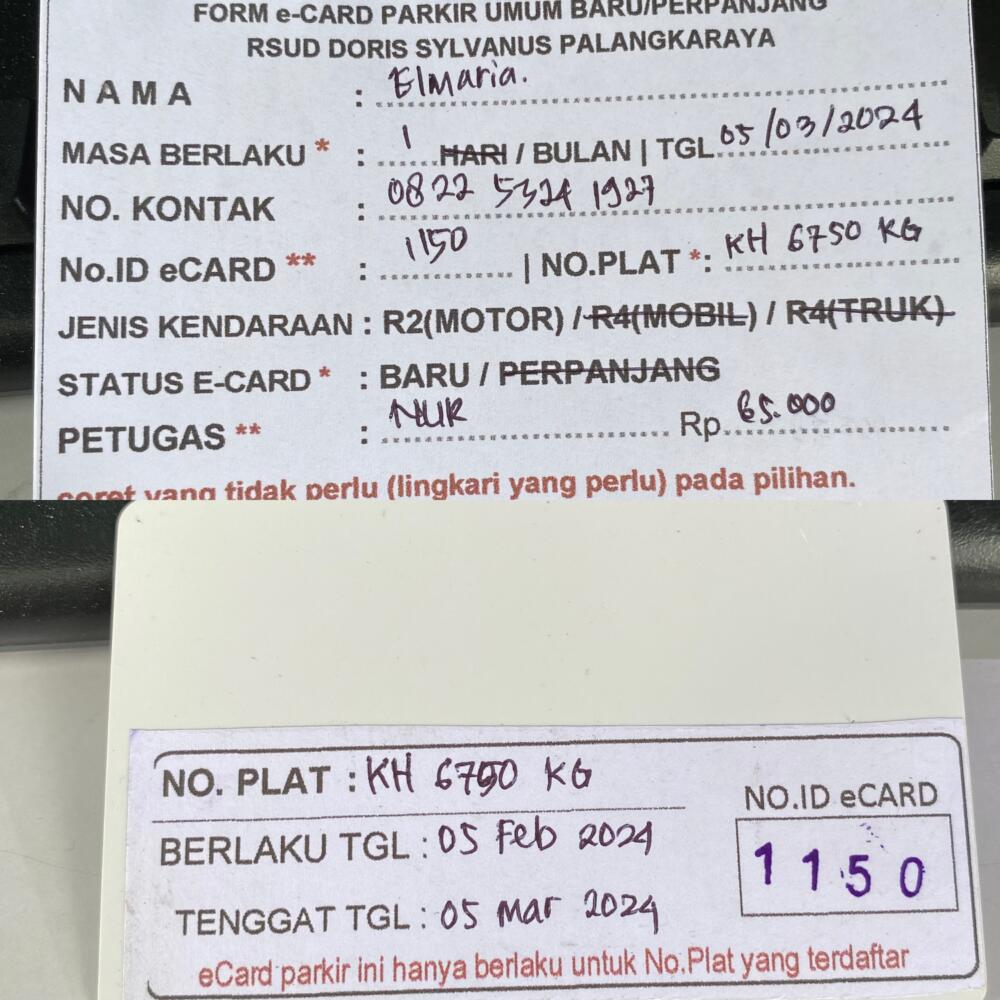 FORM e-CARD PARKIR UMUM BARU/PERPANJANG
RSUD DORIS SYLVANUS PALANGKARAYA
NAMA : Elmaria.
MASA BERLAKU * : 1 HARI / BULAN | TGL 05/03/2024
NO. KONTAK : 0822 5324 1927
No.ID eCARD ** : 1150 | NO.PLAT *: KH 6750 KG
JENIS KENDARAAN : R2(MOTOR) / R4(MOBIL) / R4(TRUK)
STATUS E-CARD * : BARU / PERPANJANG
PETUGAS ** : NUR Rp. 65.000
coret yang tidak perlu (lingkari yang perlu) pada pilihan.
NO. PLAT : KH 6750 KG
BERLAKU TGL : 05 Feb 2024
TENGGAT TGL : 05 Mar 2024
NO.ID eCARD
1150
eCard parkir ini hanya berlaku untuk No.Plat yang terdaftar